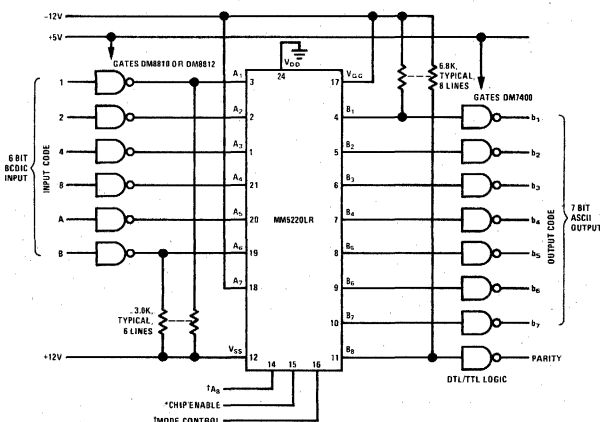 -12V
+5V
GATES DM8810 OR DM8812
VDD
24
6.8K,
TYPICAL,
8 LINES
GATES DM7400
6 BIT
BCDIC
INPUT
INPUT CODE
1
2
4
8
A
B
A1
3
A2
2
A3
1
A4
21
A5
20
A6
19
A7
18
MM5220LR
VGG
17
B1
4
B2
5
B3
6
B4
7
B5
8
B6
9
B7
10
B8
11
b1
b2
b3
b4
b5
b6
b7
PARITY
OUTPUT CODE
7 BIT
ASCII
OUTPUT
DTL/TTL LOGIC
3.0K,
TYPICAL,
6 LINES
+12V
VSS
12
14
15
16
†A8
*CHIP ENABLE
†MODE CONTROL